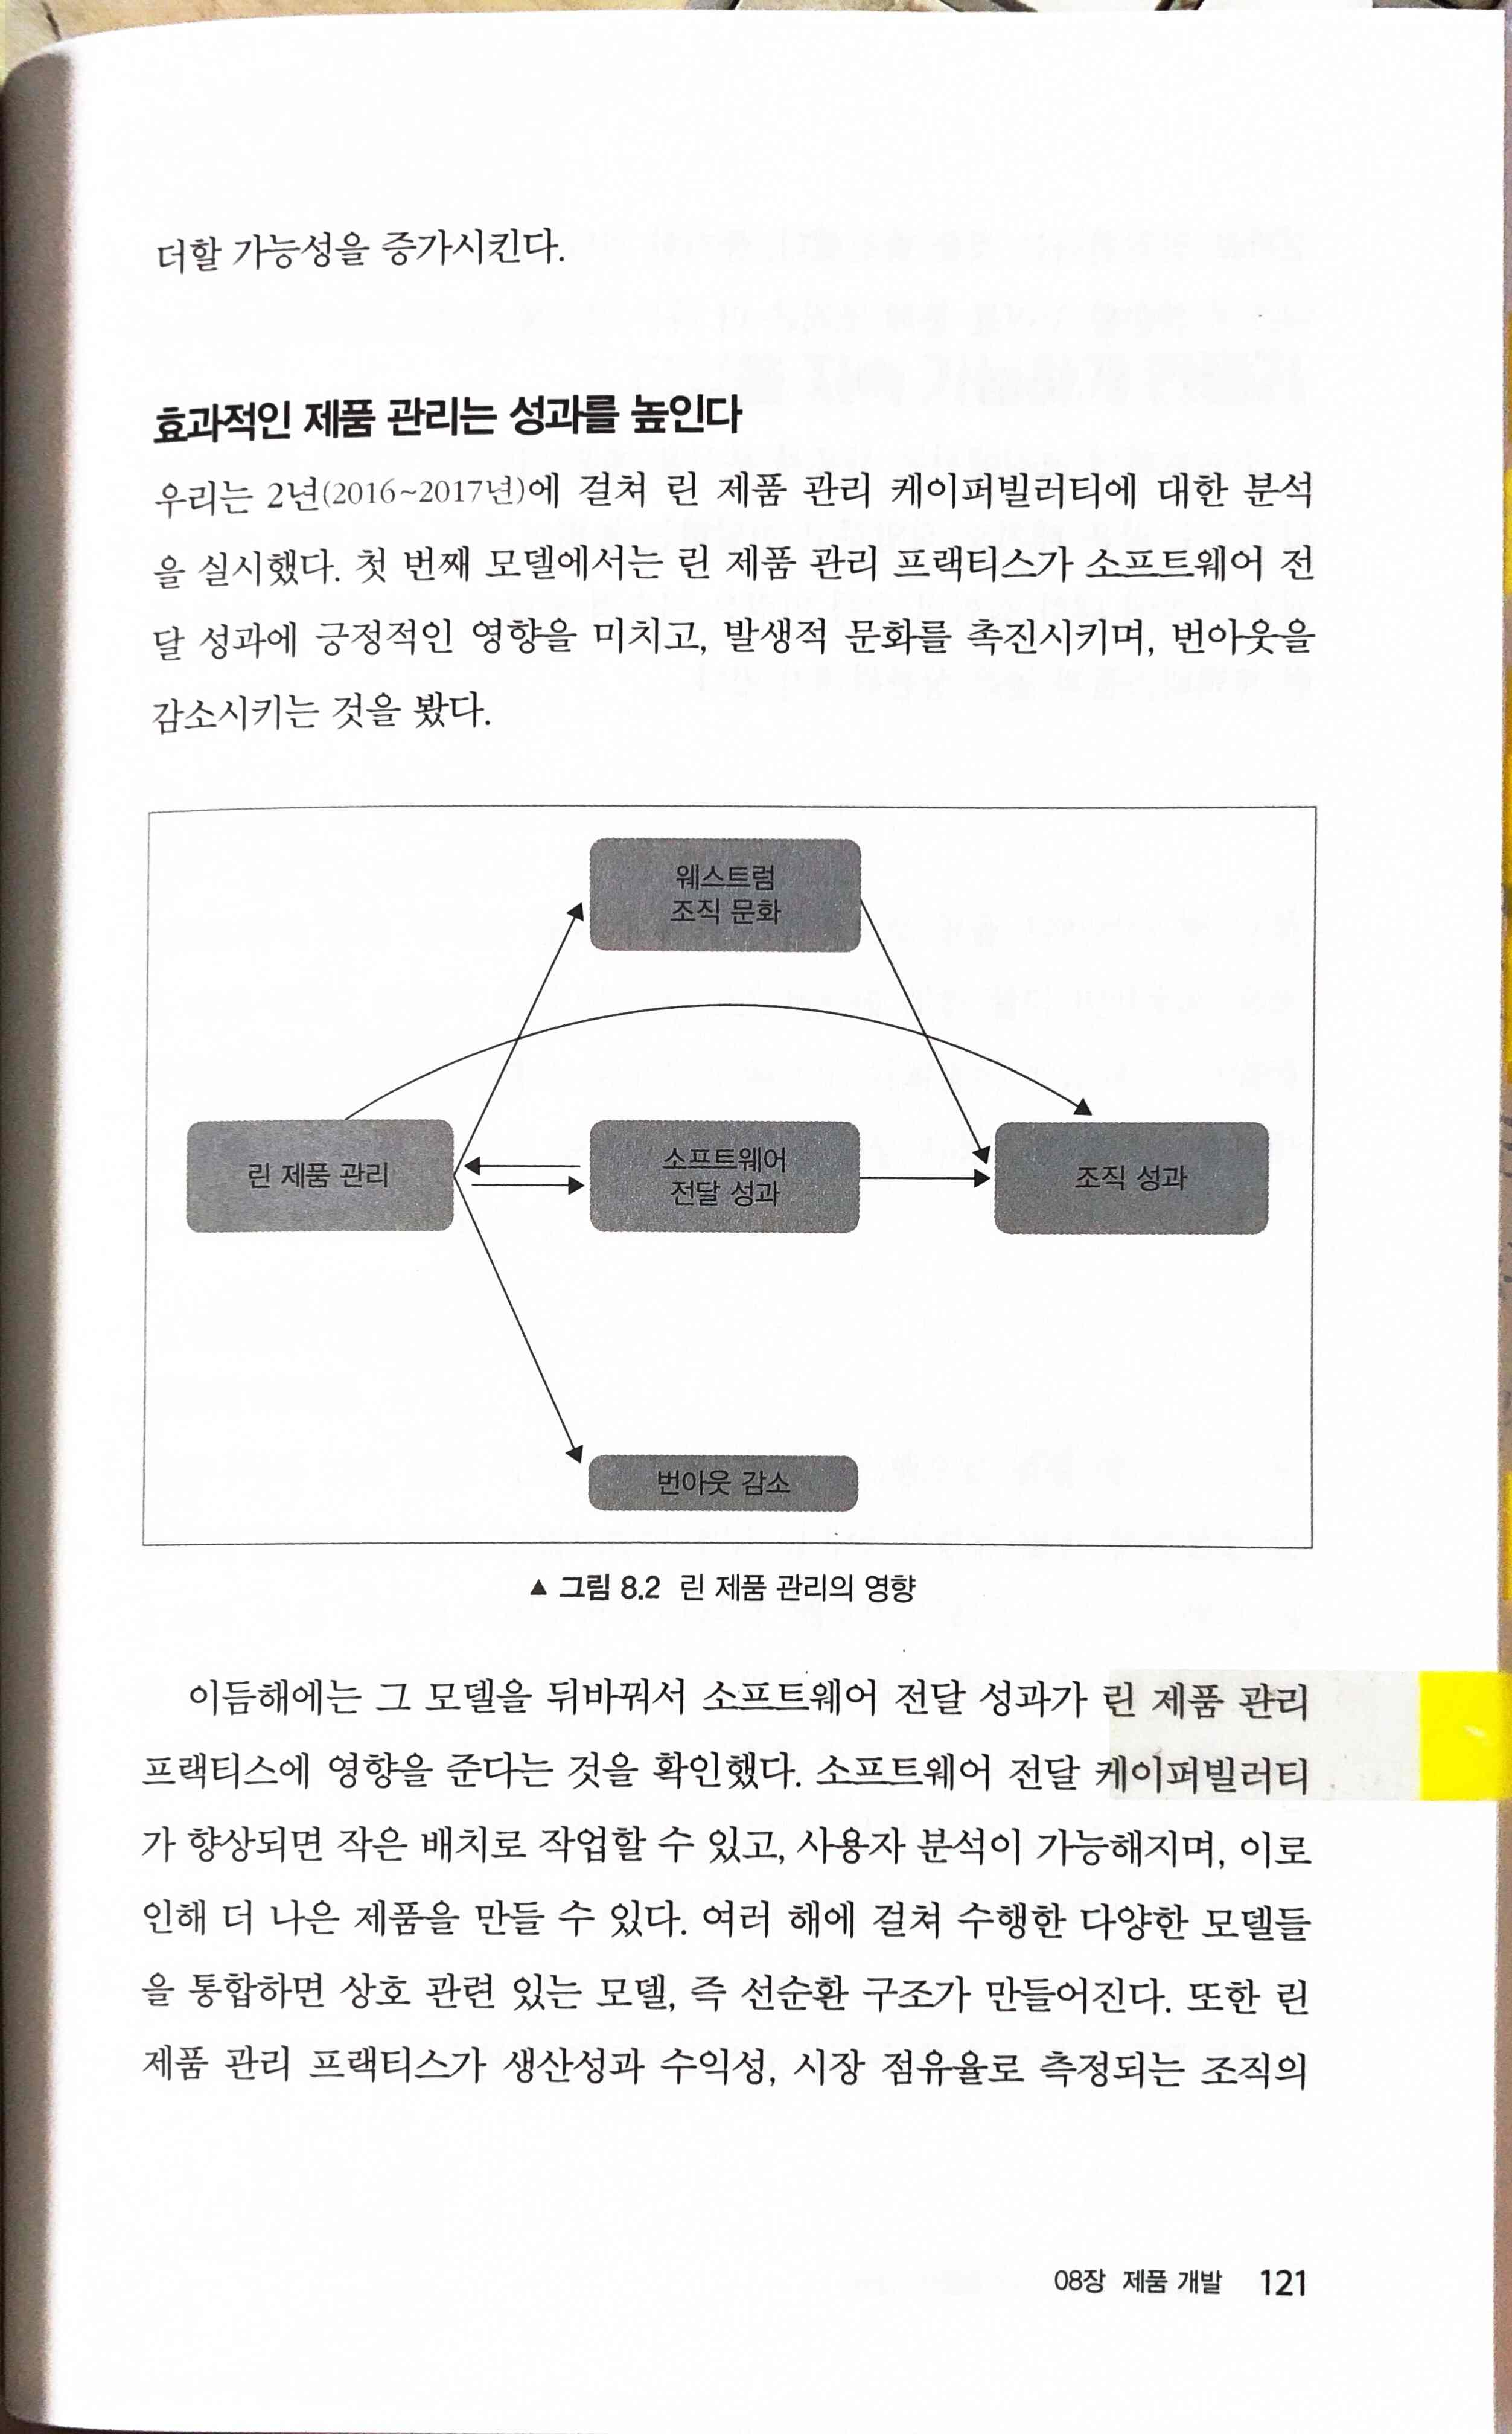 더할 가능성을 증가시킨다.
효과적인 제품 관리는 성과를 높인다
우리는 2년(2016~2017년)에 걸쳐 린 제품 관리 케이퍼빌러티에 대한 분석
을 실시했다. 첫 번째 모델에서는 린 제품 관리 프랙티스가 소프트웨어 전
달 성과에 긍정적인 영향을 미치고, 발생적 문화를 촉진시키며, 번아웃을
감소시키는 것을 봤다.
웨스트럼
조직 문화
린 제품 관리
소프트웨어
전달 성과
조직 성과
번아웃 감소
▲ 그림 8.2 린 제품 관리의 영향
이듬해에는 그 모델을 뒤바꿔서 소프트웨어 전달 성과가 린 제품 관리
프랙티스에 영향을 준다는 것을 확인했다. 소프트웨어 전달 케이퍼빌러티
가 향상되면 작은 배치로 작업할 수 있고, 사용자 분석이 가능해지며, 이로
인해 더 나은 제품을 만들 수 있다. 여러 해에 걸쳐 수행한 다양한 모델들
을 통합하면 상호 관련 있는 모델, 즉 선순환 구조가 만들어진다. 또한 린
제품 관리 프랙티스가 생산성과 수익성, 시장 점유율로 측정되는 조직의
08장 제품 개발 121